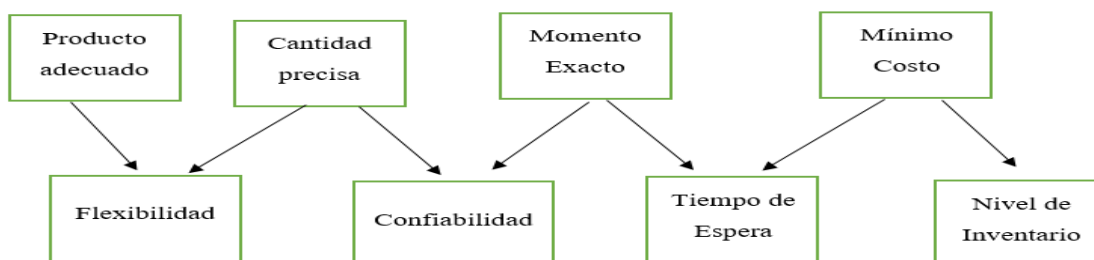 Producto
adecuado
Cantidad
precisa
Momento
Exacto
Mínimo
Costo
Flexibilidad
Confiabilidad
Tiempo de
Espera
Nivel de
Inventario